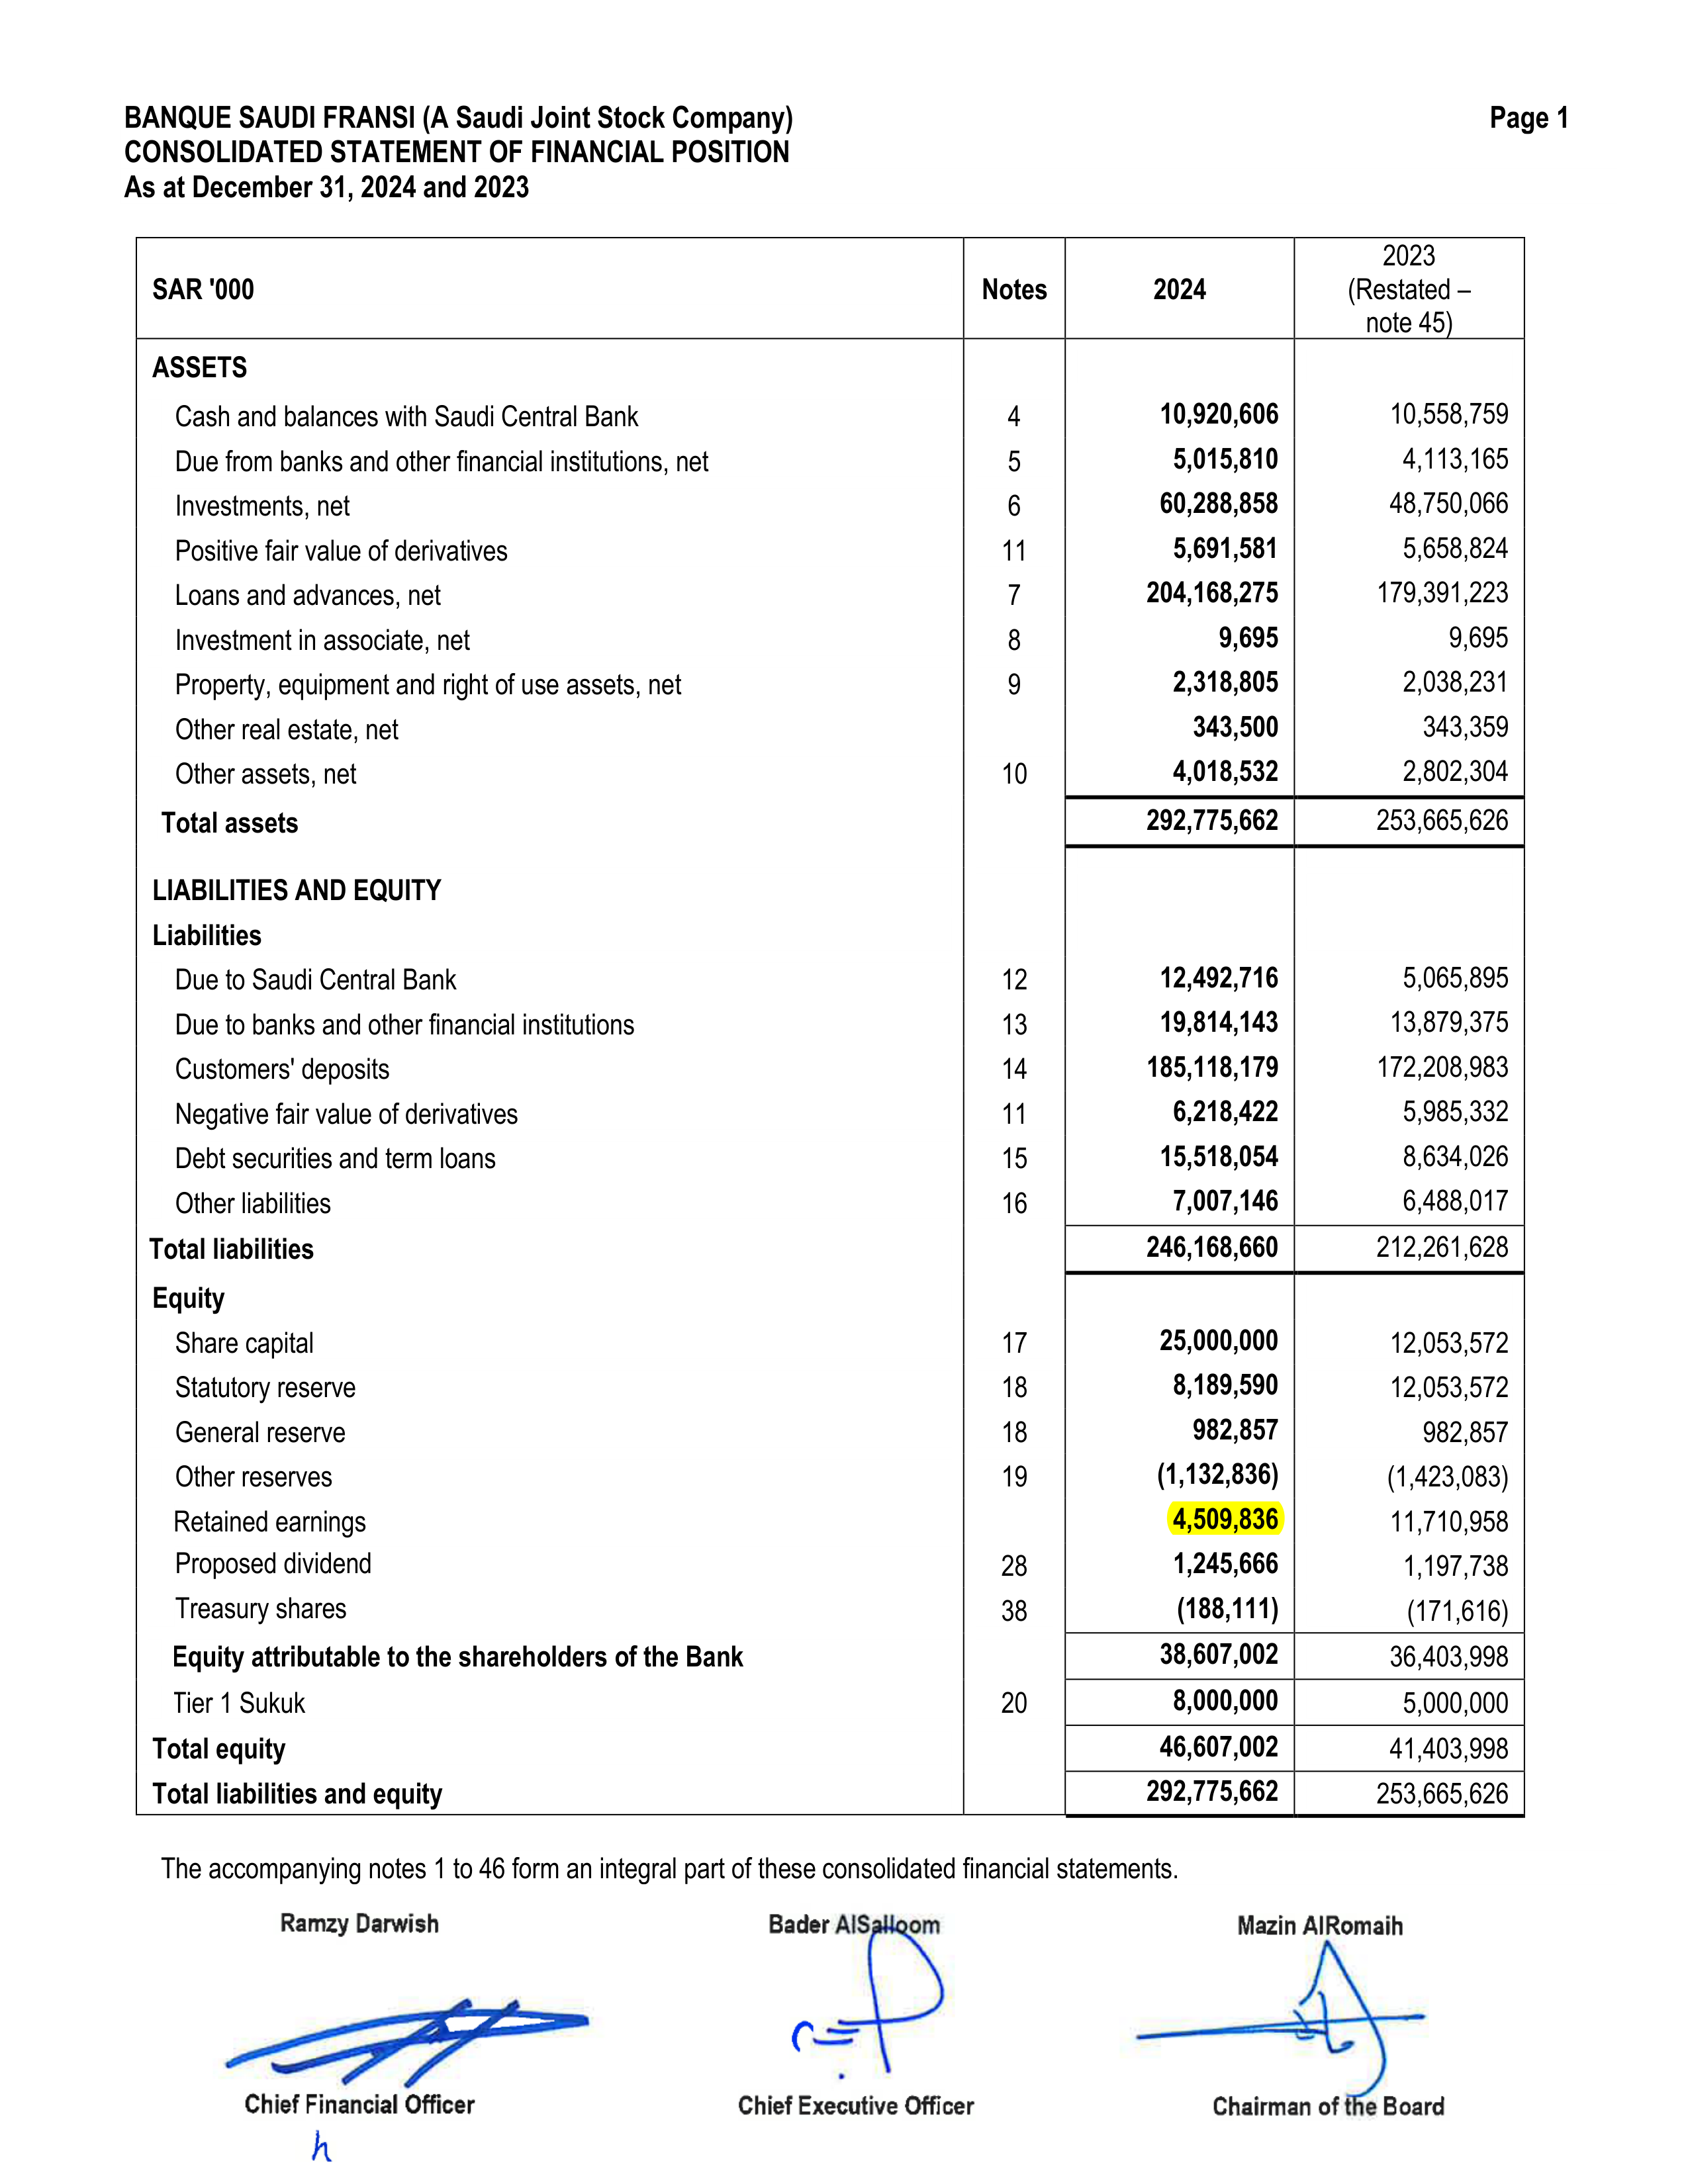 BANQUE SAUDI FRANSI (A Saudi Joint Stock Company) Page 1
CONSOLIDATED STATEMENT OF FINANCIAL POSITION
As at December 31, 2024 and 2023
SAR '000 Notes 2024 2023 (Restated – note 45)
ASSETS
Cash and balances with Saudi Central Bank 4 10,920,606 10,558,759
Due from banks and other financial institutions, net 5 5,015,810 4,113,165
Investments, net 6 60,288,858 48,750,066
Positive fair value of derivatives 11 5,691,581 5,658,824
Loans and advances, net 7 204,168,275 179,391,223
Investment in associate, net 8 9,695 9,695
Property, equipment and right of use assets, net 9 2,318,805 2,038,231
Other real estate, net 343,500 343,359
Other assets, net 10 4,018,532 2,802,304
Total assets 292,775,662 253,665,626
LIABILITIES AND EQUITY
Liabilities
Due to Saudi Central Bank 12 12,492,716 5,065,895
Due to banks and other financial institutions 13 19,814,143 13,879,375
Customers' deposits 14 185,118,179 172,208,983
Negative fair value of derivatives 11 6,218,422 5,985,332
Debt securities and term loans 15 15,518,054 8,634,026
Other liabilities 16 7,007,146 6,488,017
Total liabilities 246,168,660 212,261,628
Equity
Share capital 17 25,000,000 12,053,572
Statutory reserve 18 8,189,590 12,053,572
General reserve 18 982,857 982,857
Other reserves 19 (1,132,836) (1,423,083)
Retained earnings 4,509,836 11,710,958
Proposed dividend 28 1,245,666 1,197,738
Treasury shares 38 (188,111) (171,616)
Equity attributable to the shareholders of the Bank 38,607,002 36,403,998
Tier 1 Sukuk 20 8,000,000 5,000,000
Total equity 46,607,002 41,403,998
Total liabilities and equity 292,775,662 253,665,626
The accompanying notes 1 to 46 form an integral part of these consolidated financial statements.
Ramzy Darwish Bader AlSalloom Mazin AlRomaih
Chief Financial Officer Chief Executive Officer Chairman of the Board